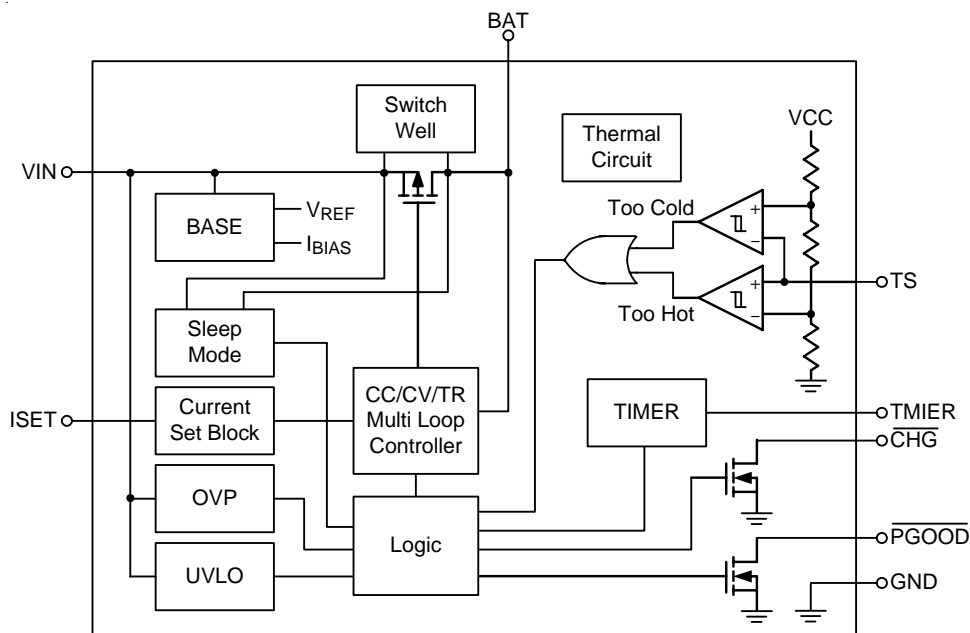 BAT
Switch
Well
Thermal
Circuit
VCC
VIN
BASE
VREF
IBIAS
Too Cold
+
−
+
−
TS
Too Hot
Sleep
Mode
ISET
Current
Set Block
CC/CV/TR
Multi Loop
Controller
TIMER
TMIER
CHG
OVP
Logic
PGOOD
UVLO
GND